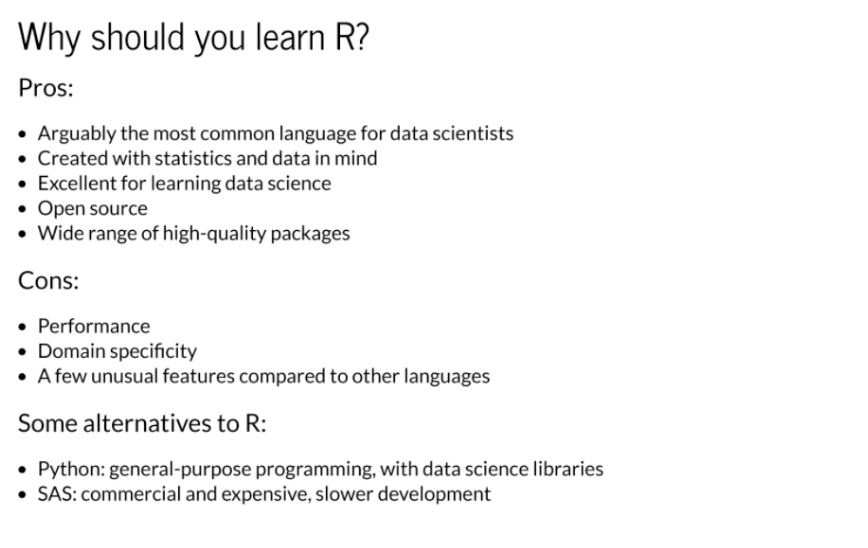 Why should you learn R?
Pros:
• Arguably the most common language for data scientists
• Created with statistics and data in mind
• Excellent for learning data science
• Open source
• Wide range of high-quality packages
Cons:
• Performance
• Domain specificity
• A few unusual features compared to other languages
Some alternatives to R:
• Python: general-purpose programming, with data science libraries
• SAS: commercial and expensive, slower development